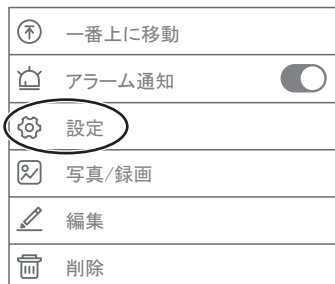 一番上に移動
アラーム通知
設定
写真/録画
編集
削除